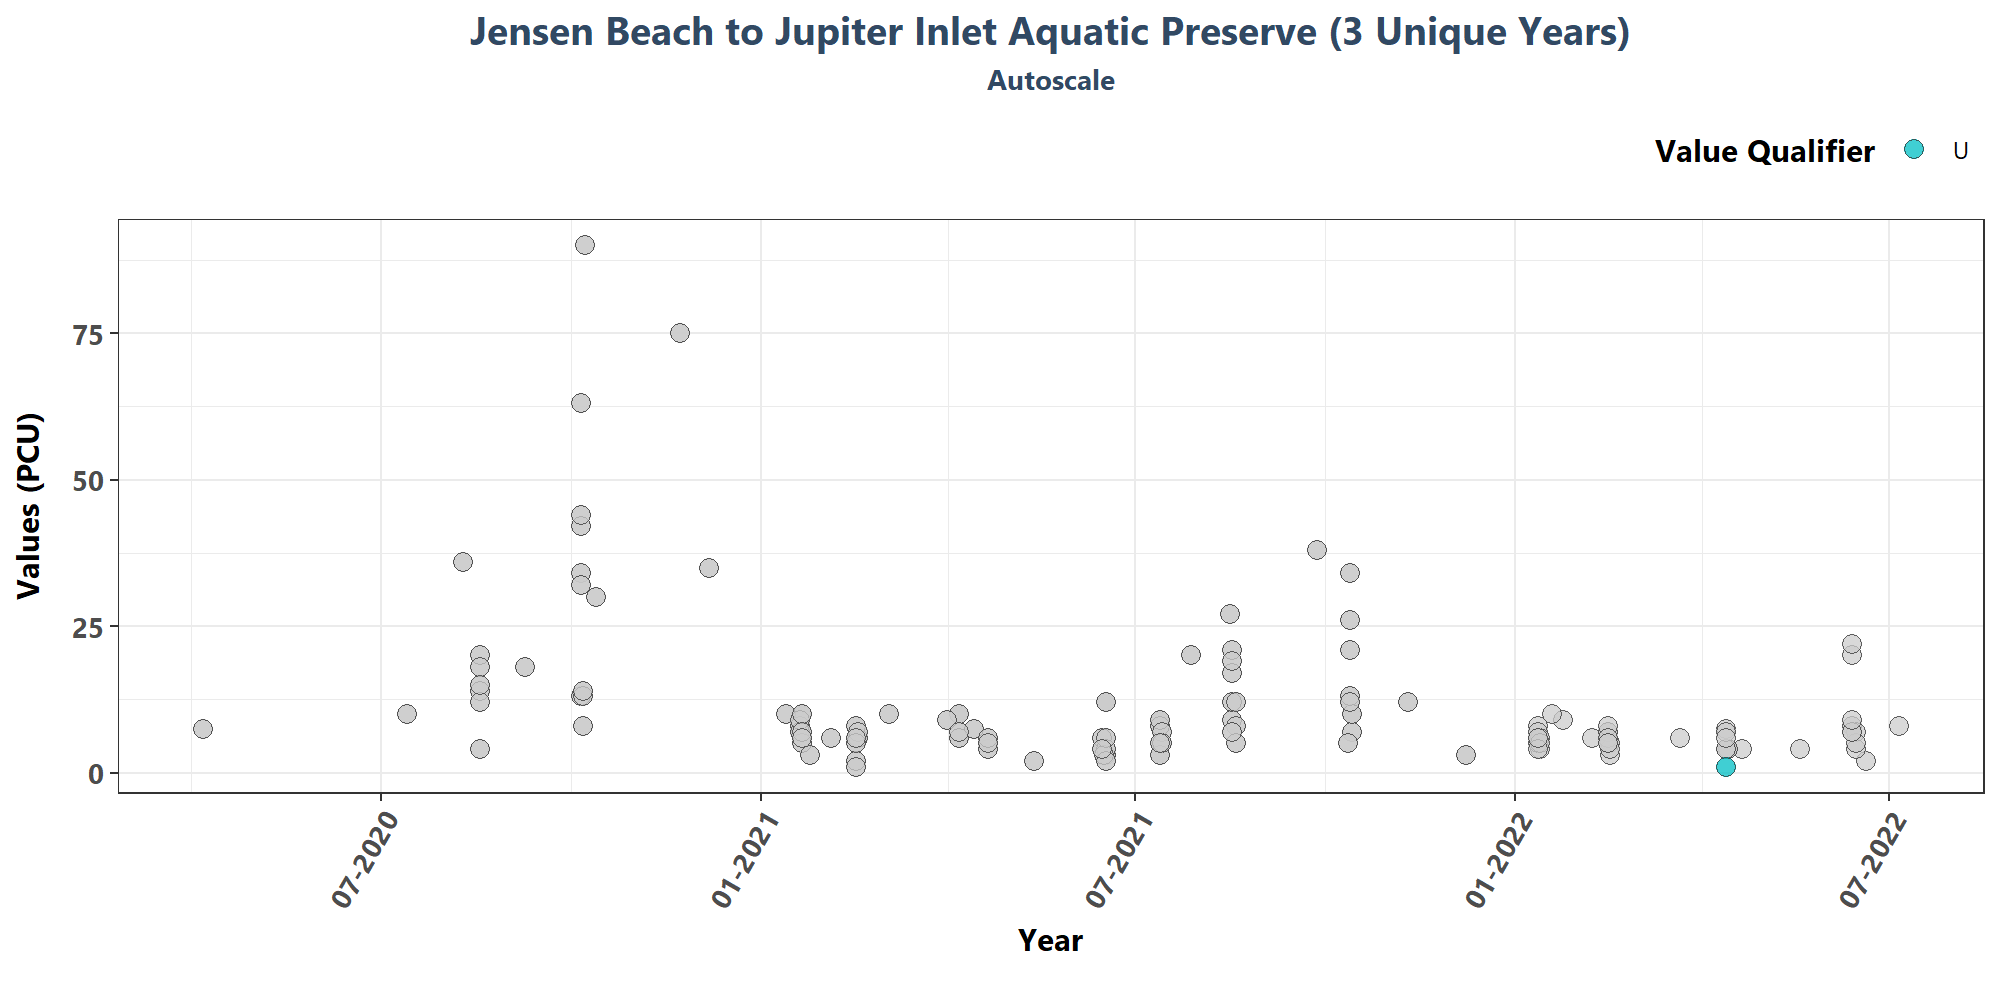 Jensen Beach to Jupiter Inlet Aquatic Preserve (3 Unique Years)
Autoscale
Value Qualifier U
Values (PCU)
75
50
25
0
07-2020
01-2021
07-2021
01-2022
07-2022
Year